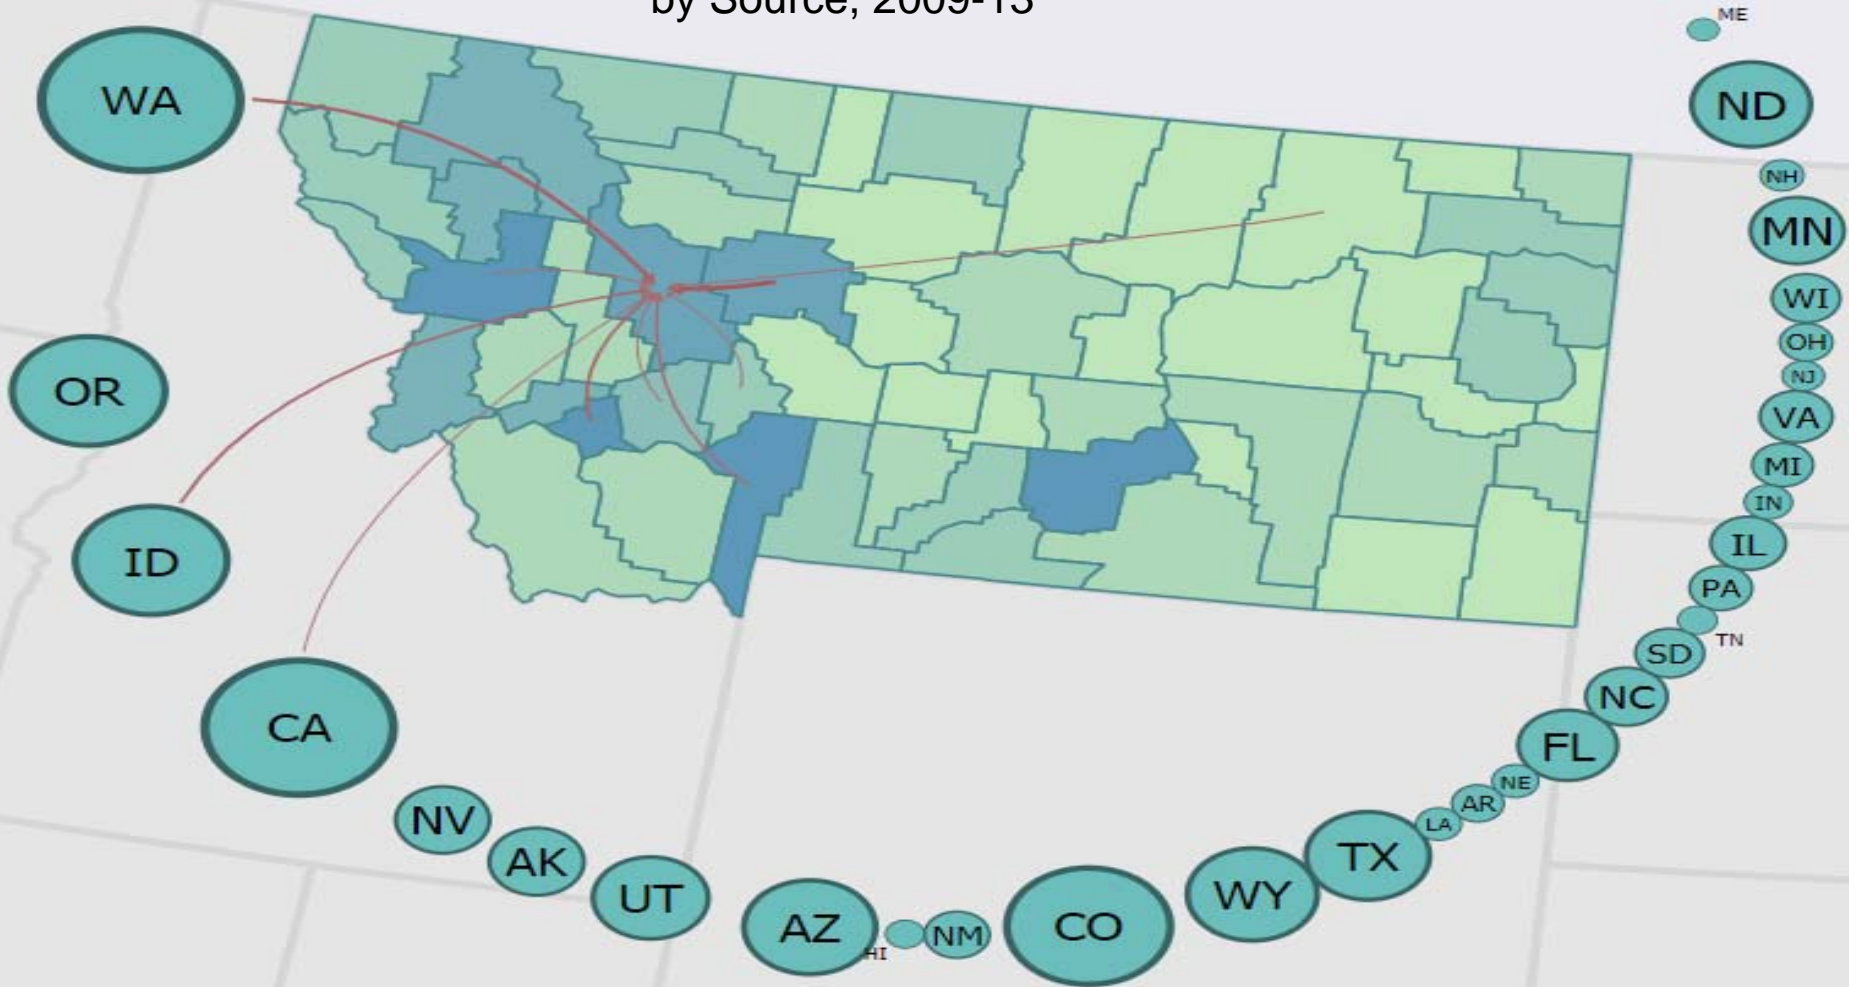 by Source, 2009-13
ME
WA
ND
NH
MN
WI
OH
NJ
OR
VA
MI
IN
IL
ID
PA
TN
SD
NC
CA
FL
NE
AR
NV
LA
TX
AK
UT
WY
AZ
HI
NM
CO